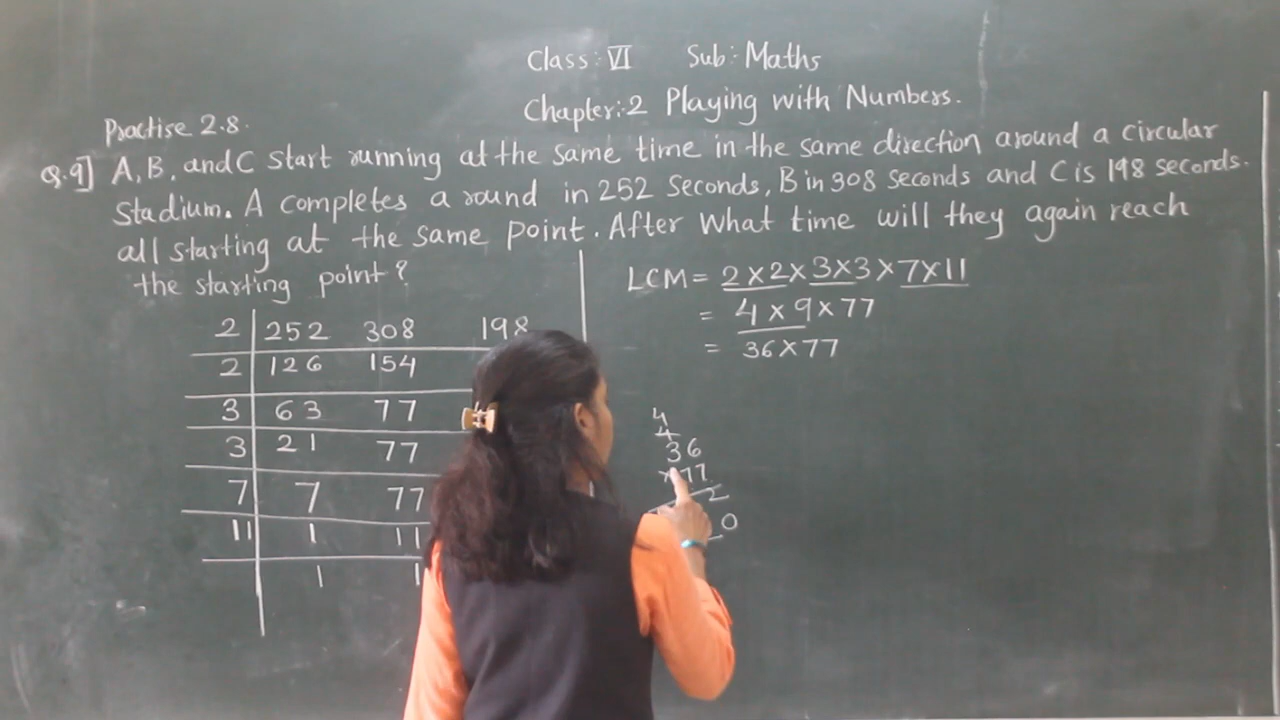 Class: VI Sub: Maths
Chapter:-2 Playing with Numbers.
Practise 2.8.
Q.9] A, B, and C start running at the same time in the same direction around a circular
Stadium. A completes a round in 252 Seconds, B in 308 seconds and C is 198 seconds.
all starting at the same point. After What time will they again reach
the starting point?
LCM = 2 x 2 x 3 x 3 x 7 x 11
= 4 x 9 x 77
= 36 x 77
2 252 308 198
2 126 154
3 63 77
3 21 77
7 7 77
11 1 11
1 1
4
4
36
x 77
2
0